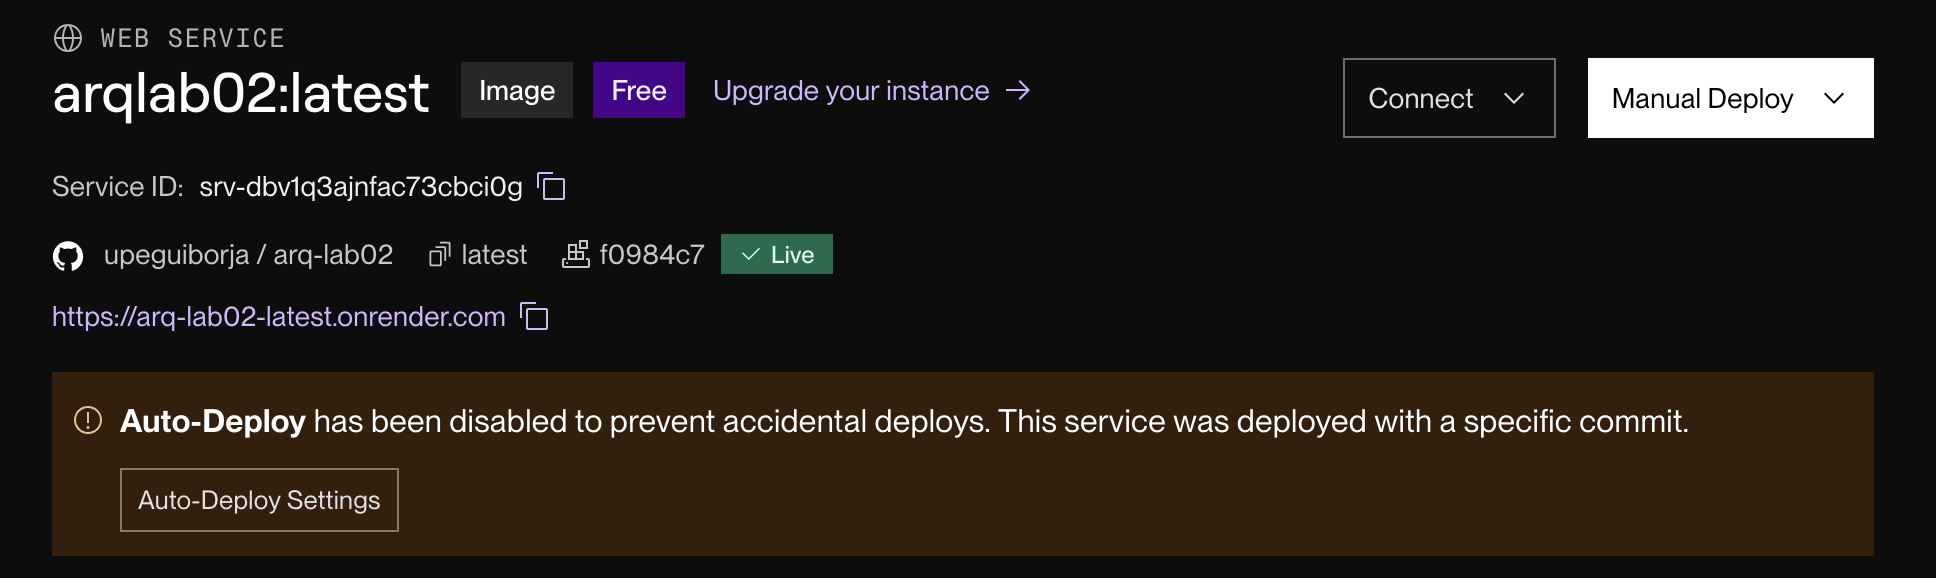 WEB SERVICE
arqlab02:latest Image Free Upgrade your instance → Connect Manual Deploy
Service ID: srv-dbv1q3ajnfac73cbci0g
upeguiborja / arq-lab02 latest f0984c7 ✓ Live
https://arq-lab02-latest.onrender.com
Auto-Deploy has been disabled to prevent accidental deploys. This service was deployed with a specific commit.
Auto-Deploy Settings